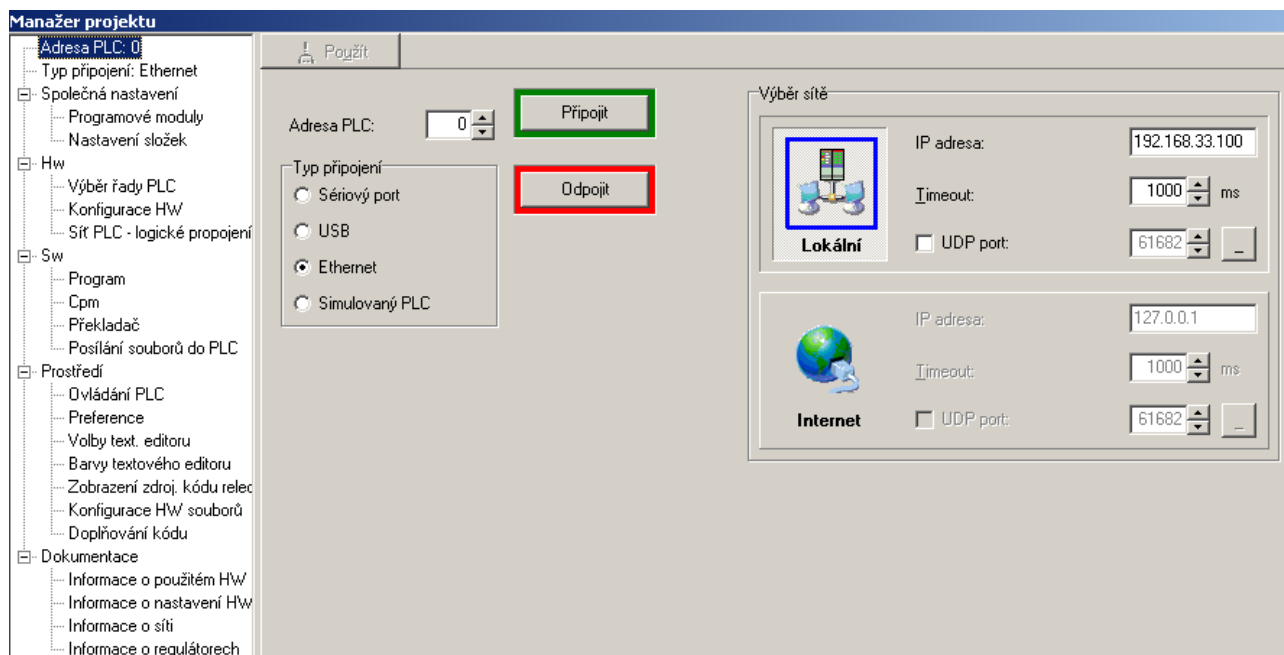 Manažer projektu
Adresa PLC: 0
Typ připojení: Ethernet
Společná nastavení
Programové moduly
Nastavení složek
Hw
Výběr řady PLC
Konfigurace HW
Síť PLC - logické propojení
Sw
Program
Cpm
Překladač
Posílání souborů do PLC
Prostředí
Ovládání PLC
Preference
Volby text. editoru
Barvy textového editoru
Zobrazení zdroj. kódu relec
Konfigurace HW souborů
Doplňování kódu
Dokumentace
Informace o použitém HW
Informace o nastavení HW
Informace o síti
Informace o regulátorech
Použít
Adresa PLC: 0
Připojit
Odpojit
Typ připojení
Sériový port
USB
Ethernet
Simulovaný PLC
Výběr sítě
Lokální
IP adresa: 192.168.33.100
Timeout: 1000 ms
UDP port: 61682 _
Internet
IP adresa: 127.0.0.1
Timeout: 1000 ms
UDP port: 61682 _